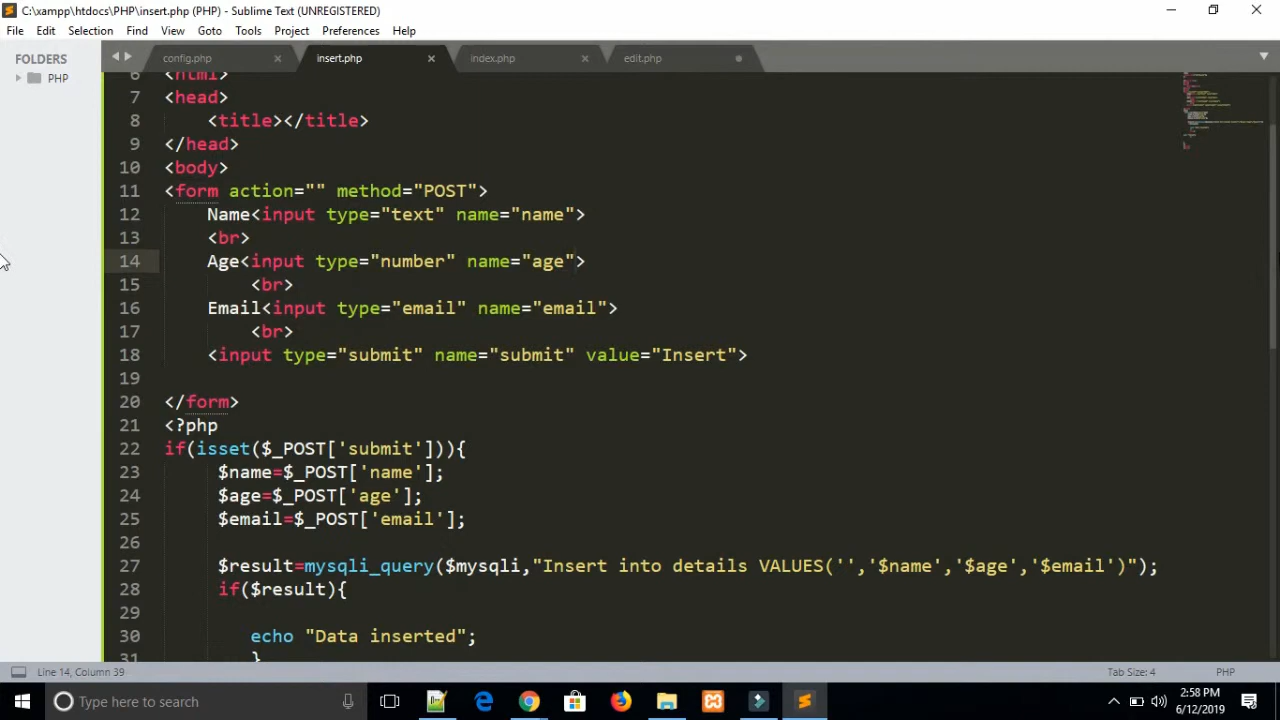 C:\xampp\htdocs\PHP\insert.php (PHP) - Sublime Text (UNREGISTERED)
File Edit Selection Find View Goto Tools Project Preferences Help
FOLDERS
PHP
config.php insert.php index.php edit.php
6 <html>
7 <head>
8 <title></title>
9 </head>
10 <body>
11 <form action="" method="POST">
12 Name<input type="text" name="name">
13 <br>
14 Age<input type="number" name="age">
15 <br>
16 Email<input type="email" name="email">
17 <br>
18 <input type="submit" name="submit" value="Insert">
19
20 </form>
21 <?php
22 if(isset($_POST['submit'])){
23 $name=$_POST['name'];
24 $age=$_POST['age'];
25 $email=$_POST['email'];
26
27 $result=mysqli_query($mysqli,"Insert into details VALUES('','$name','$age','$email')");
28 if($result){
29
30 echo "Data inserted";
31 }
Line 14, Column 39 Tab Size: 4 PHP
Type here to search
2:58 PM
6/12/2019